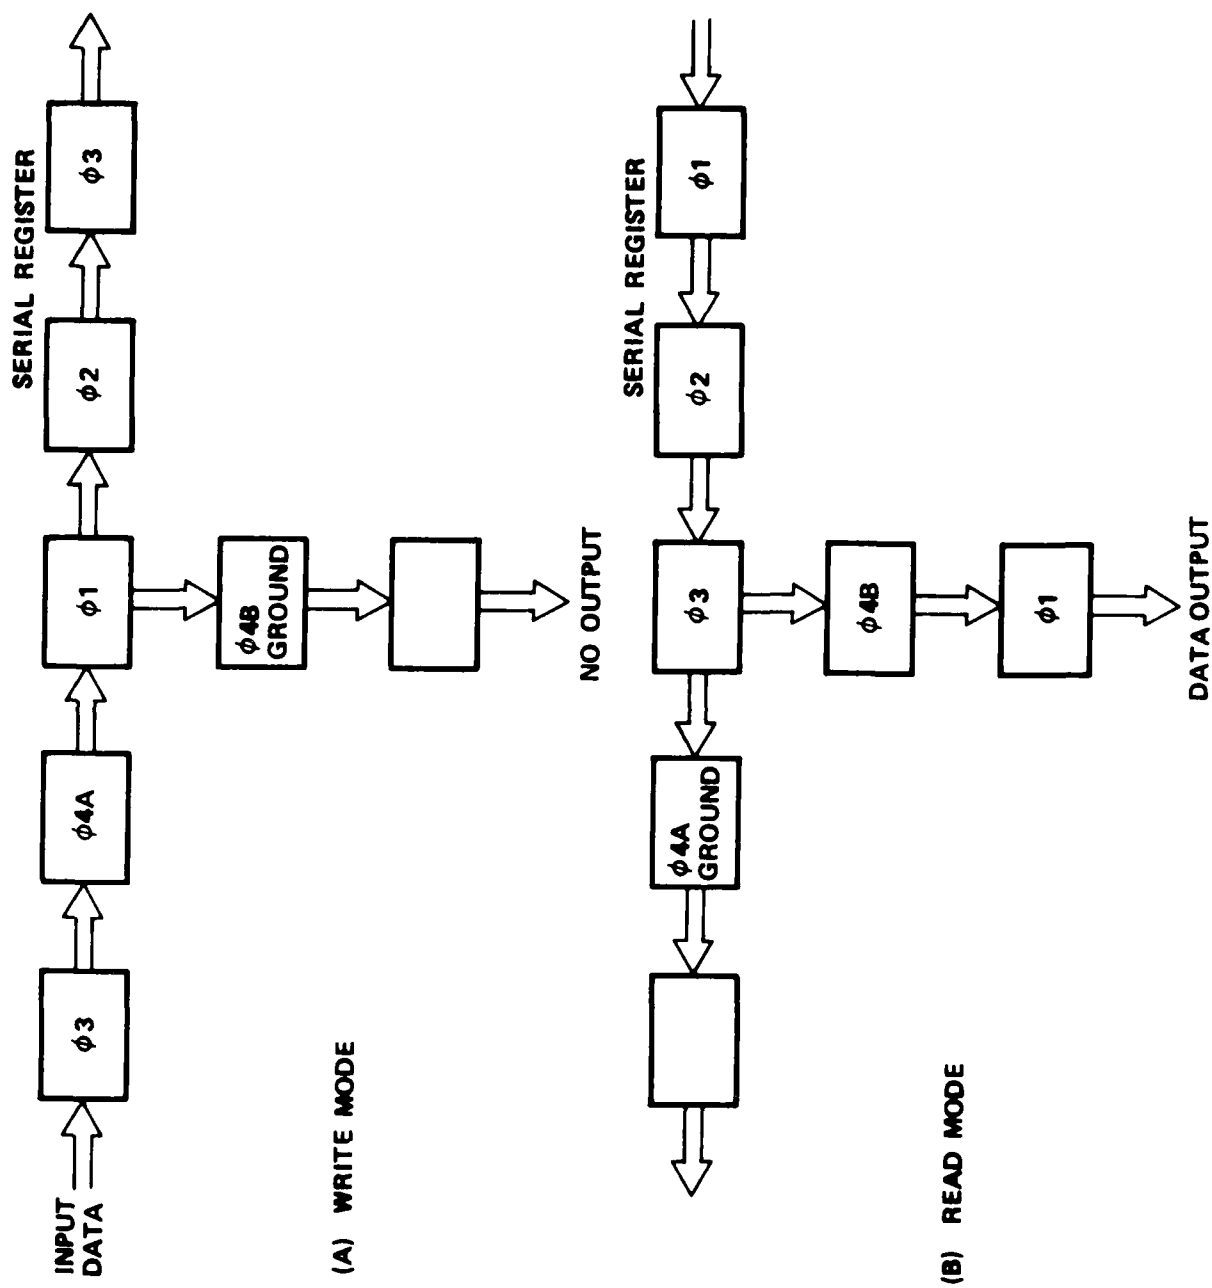 SERIAL REGISTER
INPUT
DATA
φ3
φ4A
φ1
φ2
φ3
φ4B
GROUND
(A) WRITE MODE
NO OUTPUT
SERIAL REGISTER
φ4A
GROUND
φ3
φ2
φ1
φ4B
(B) READ MODE
φ1
DATA OUTPUT